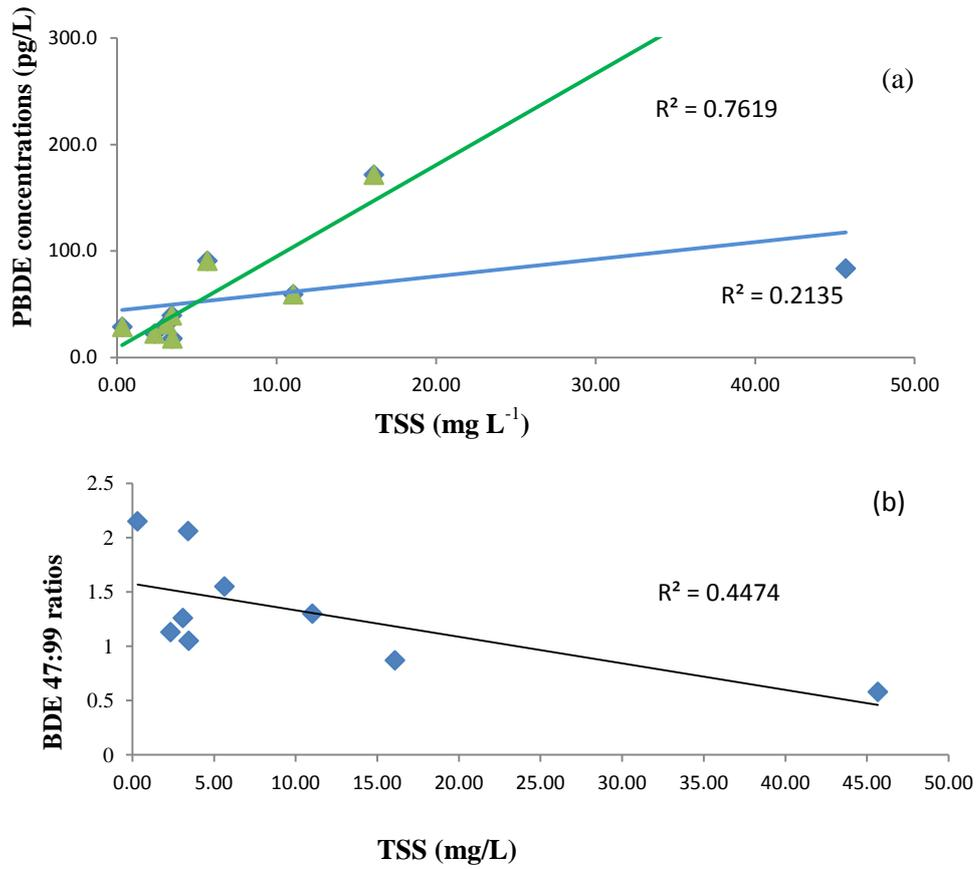 PBDE concentrations (pg/L)
300.0
200.0
100.0
0.0
(a)
R² = 0.7619
R² = 0.2135
0.00 10.00 20.00 30.00 40.00 50.00
TSS (mg L-1)
BDE 47:99 ratios
2.5
2
1.5
1
0.5
0
(b)
R² = 0.4474
0.00 5.00 10.00 15.00 20.00 25.00 30.00 35.00 40.00 45.00 50.00
TSS (mg/L)